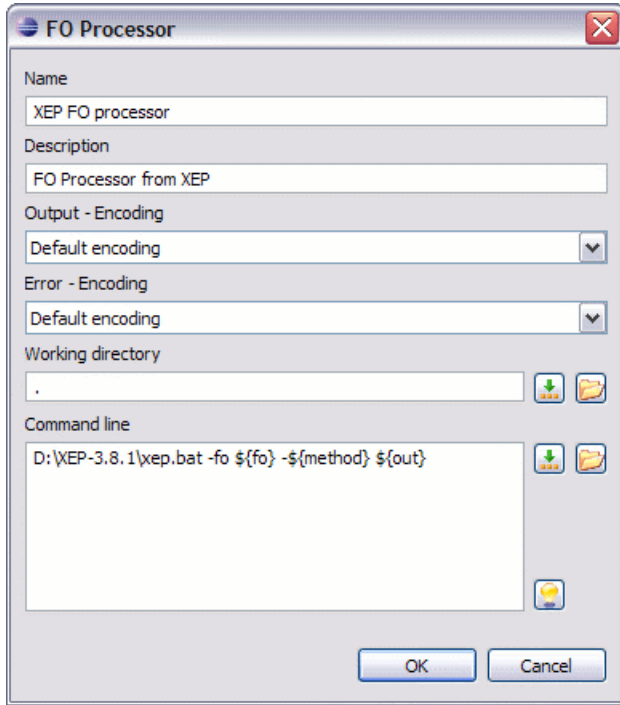 FO Processor
Name
XEP FO processor
Description
FO Processor from XEP
Output - Encoding
Default encoding
Error - Encoding
Default encoding
Working directory
.
Command line
D:\XEP-3.8.1\xep.bat -fo ${fo} -${method} ${out}
OK
Cancel